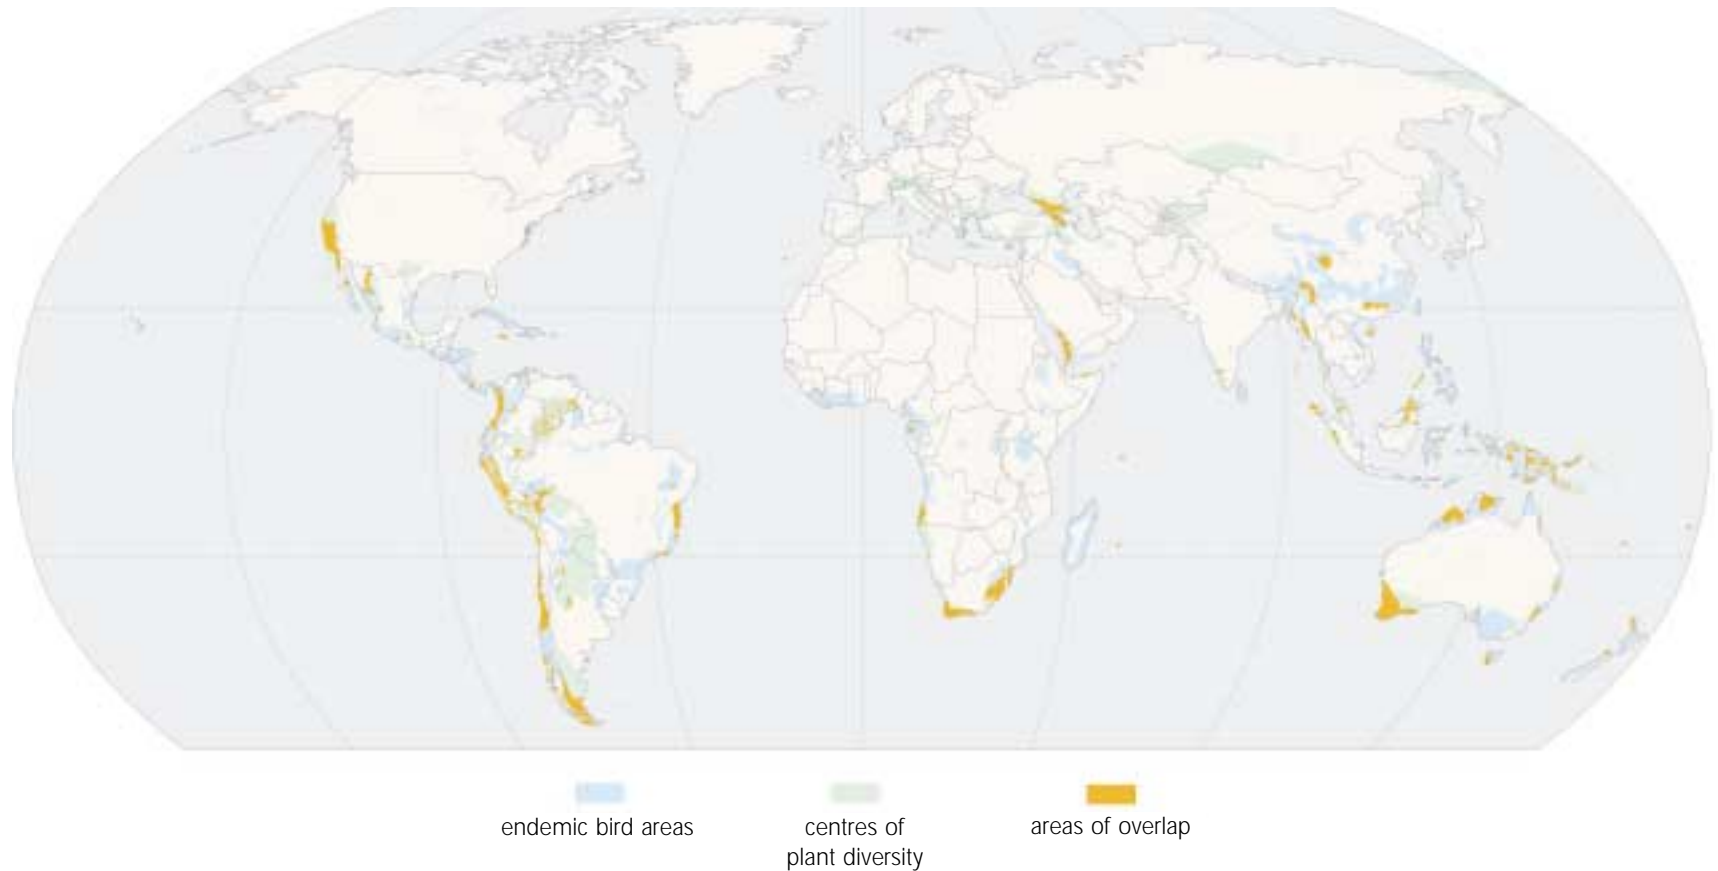 endemic bird areas
centres of
plant diversity
areas of overlap